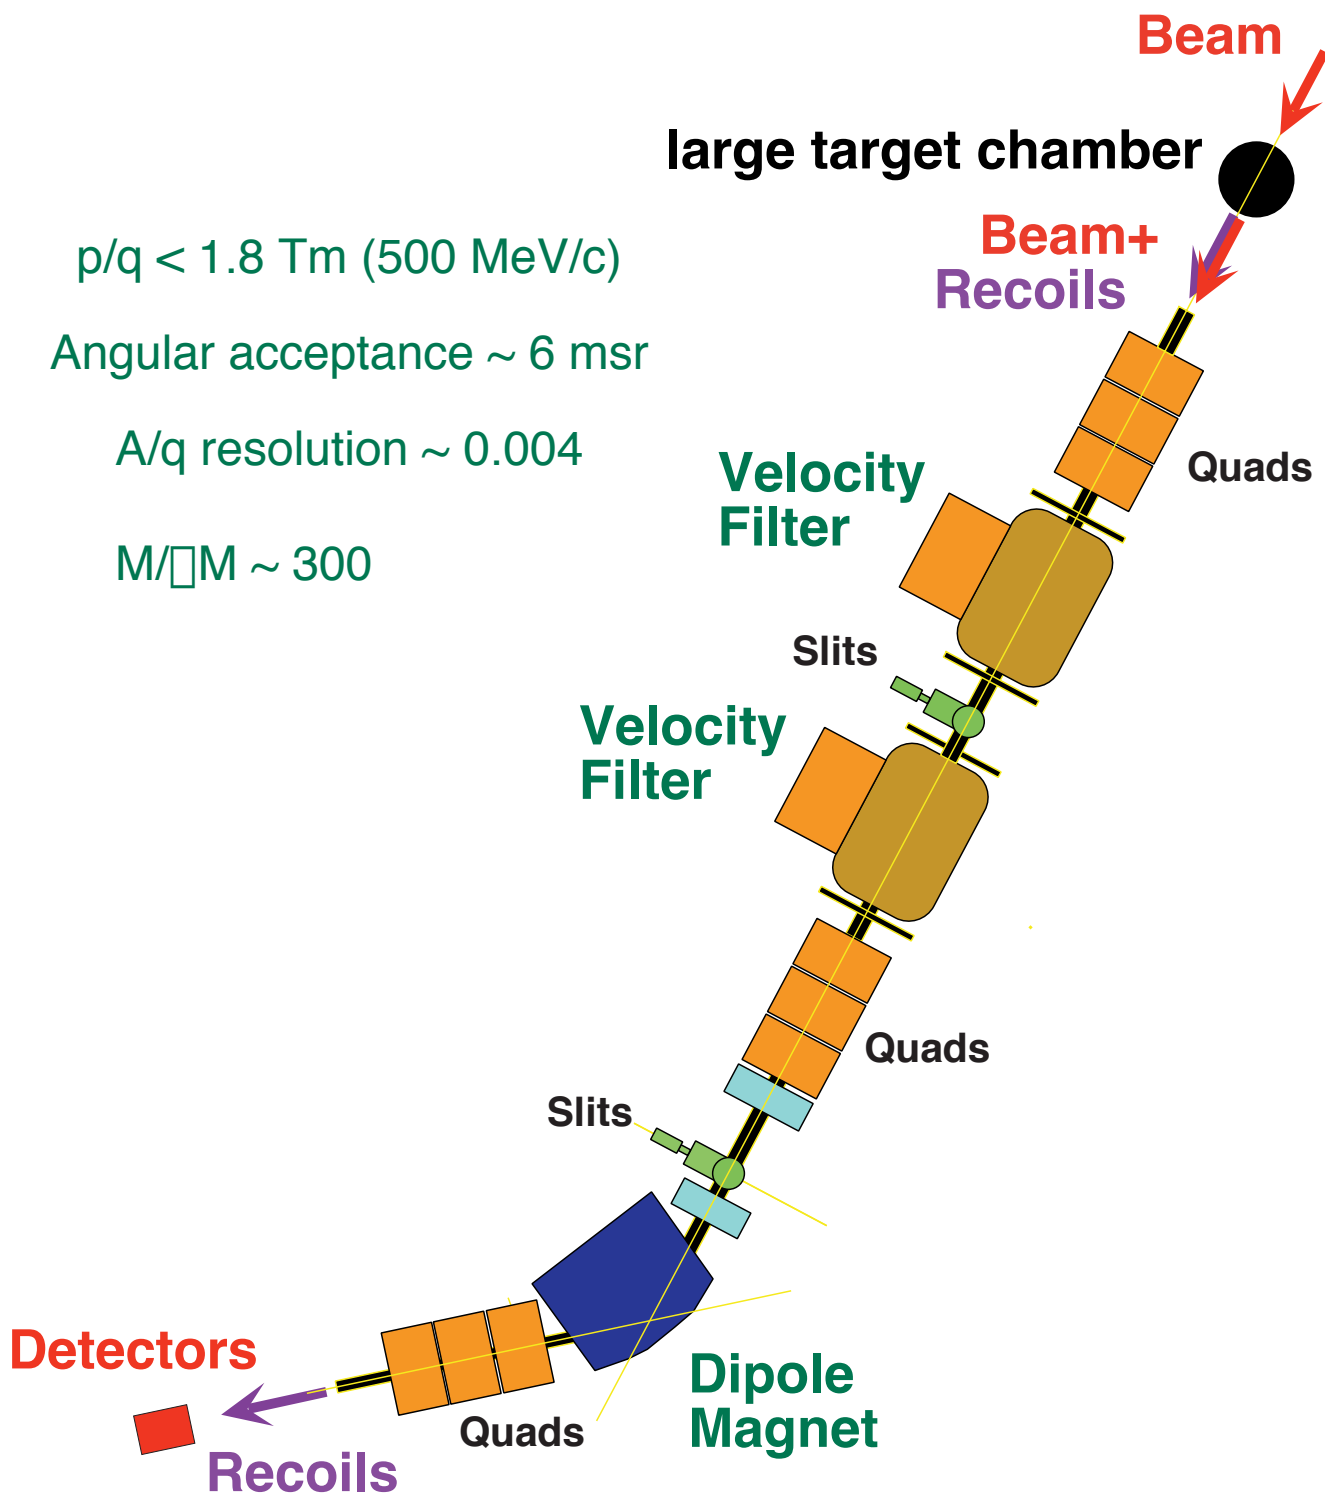 Beam
large target chamber
Beam+
Recoils
p/q < 1.8 Tm (500 MeV/c)
Angular acceptance ~ 6 msr
A/q resolution ~ 0.004
M/□M ~ 300
Quads
Velocity
Filter
Slits
Velocity
Filter
Quads
Slits
Detectors
Dipole
Magnet
Quads
Recoils